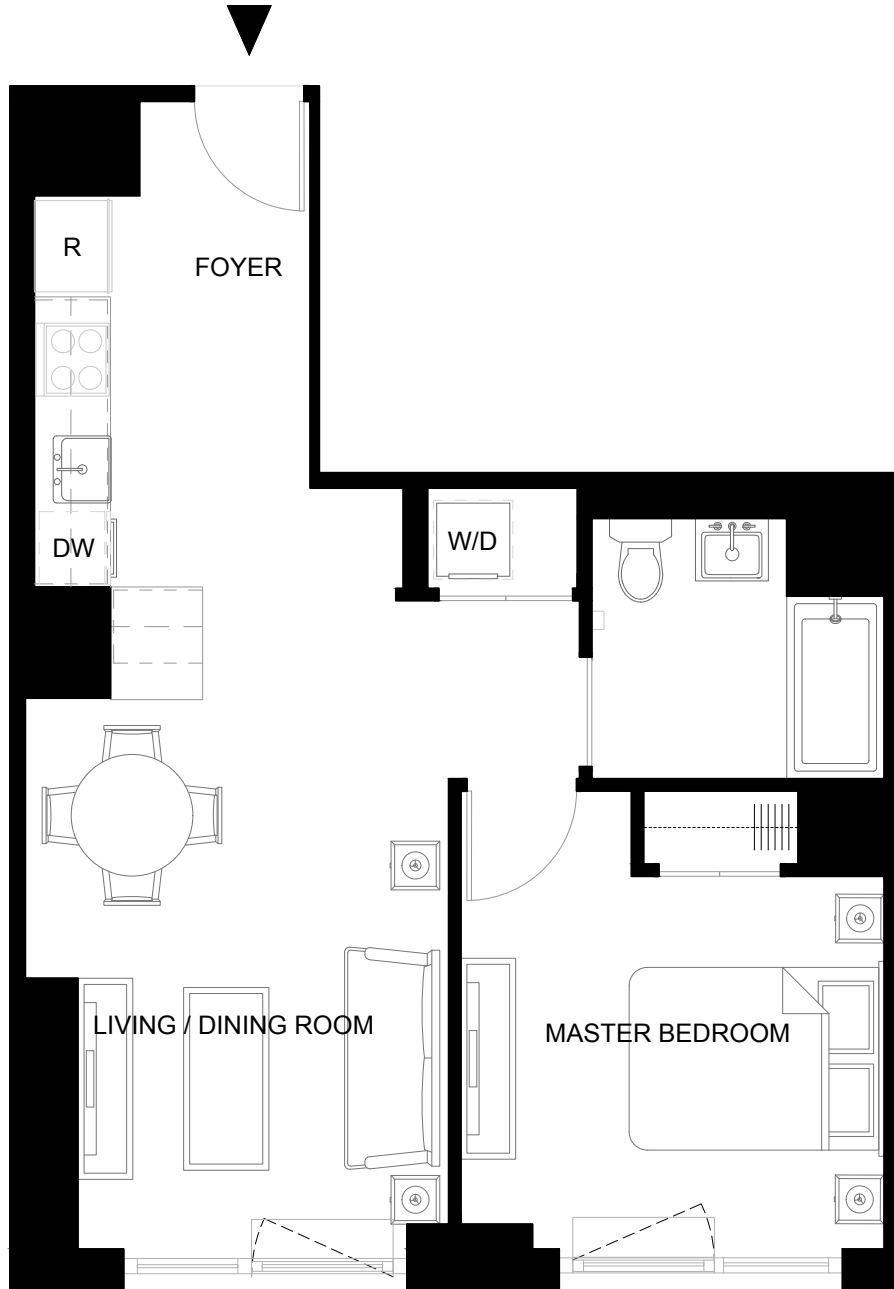 R
FOYER
DW
W/D
LIVING / DINING ROOM
MASTER BEDROOM